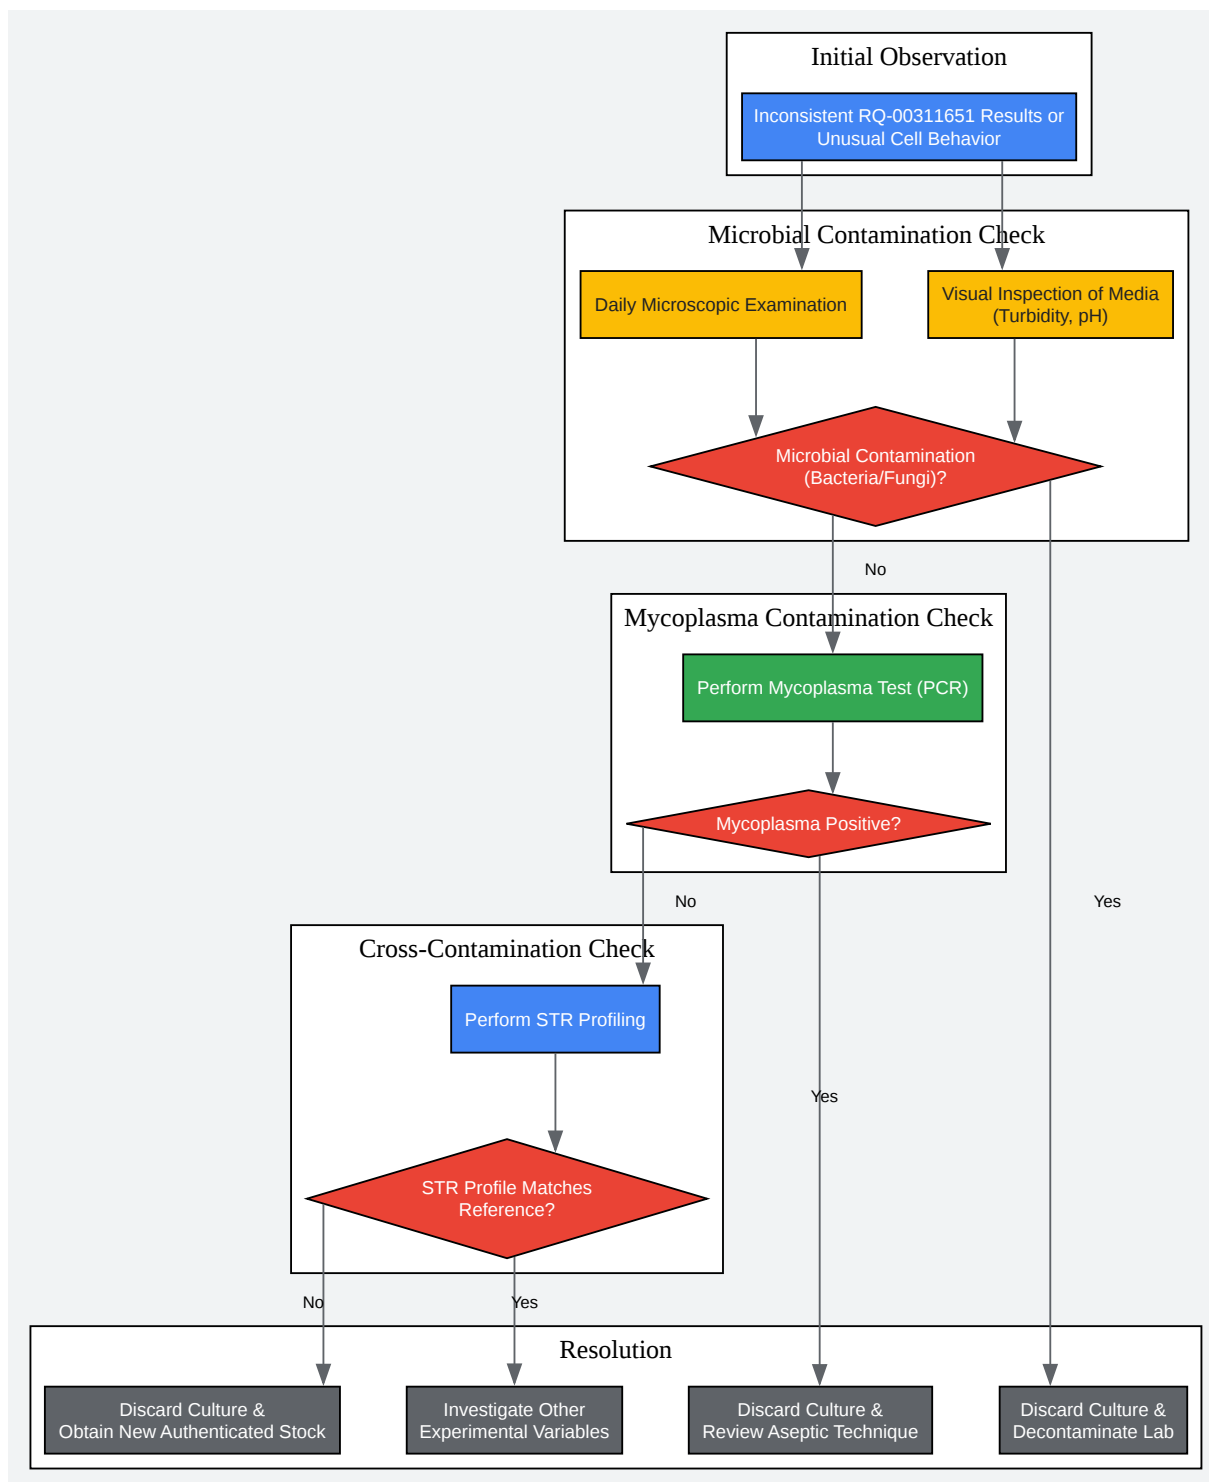 Initial Observation
Inconsistent RQ-00311651 Results or
Unusual Cell Behavior
Microbial Contamination Check
Daily Microscopic Examination
Visual Inspection of Media
(Turbidity, pH)
Microbial Contamination
(Bacteria/Fungi)?
No
Mycoplasma Contamination Check
Perform Mycoplasma Test (PCR)
Mycoplasma Positive?
No
Yes
Cross-Contamination Check
Perform STR Profiling
Yes
STR Profile Matches
Reference?
No
Yes
Resolution
Discard Culture &
Obtain New Authenticated Stock
Investigate Other
Experimental Variables
Discard Culture &
Review Aseptic Technique
Discard Culture &
Decontaminate Lab